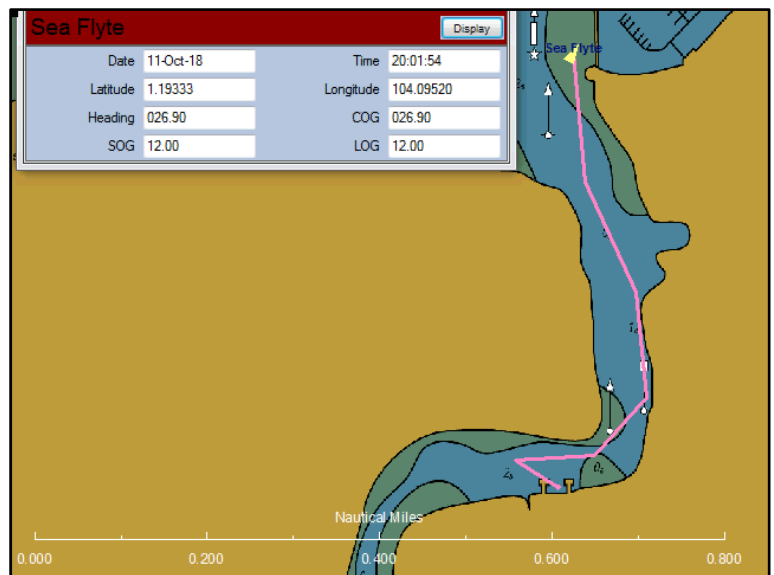 Sea Flyte Display
Date 11-Oct-18 Time 20:01:54
Latitude 1.19333 Longitude 104.09520
Heading 026.90 COG 026.90
SOG 12.00 LOG 12.00
Sea Flyte
Nautical Miles
0.000 0.200 0.400 0.600 0.800